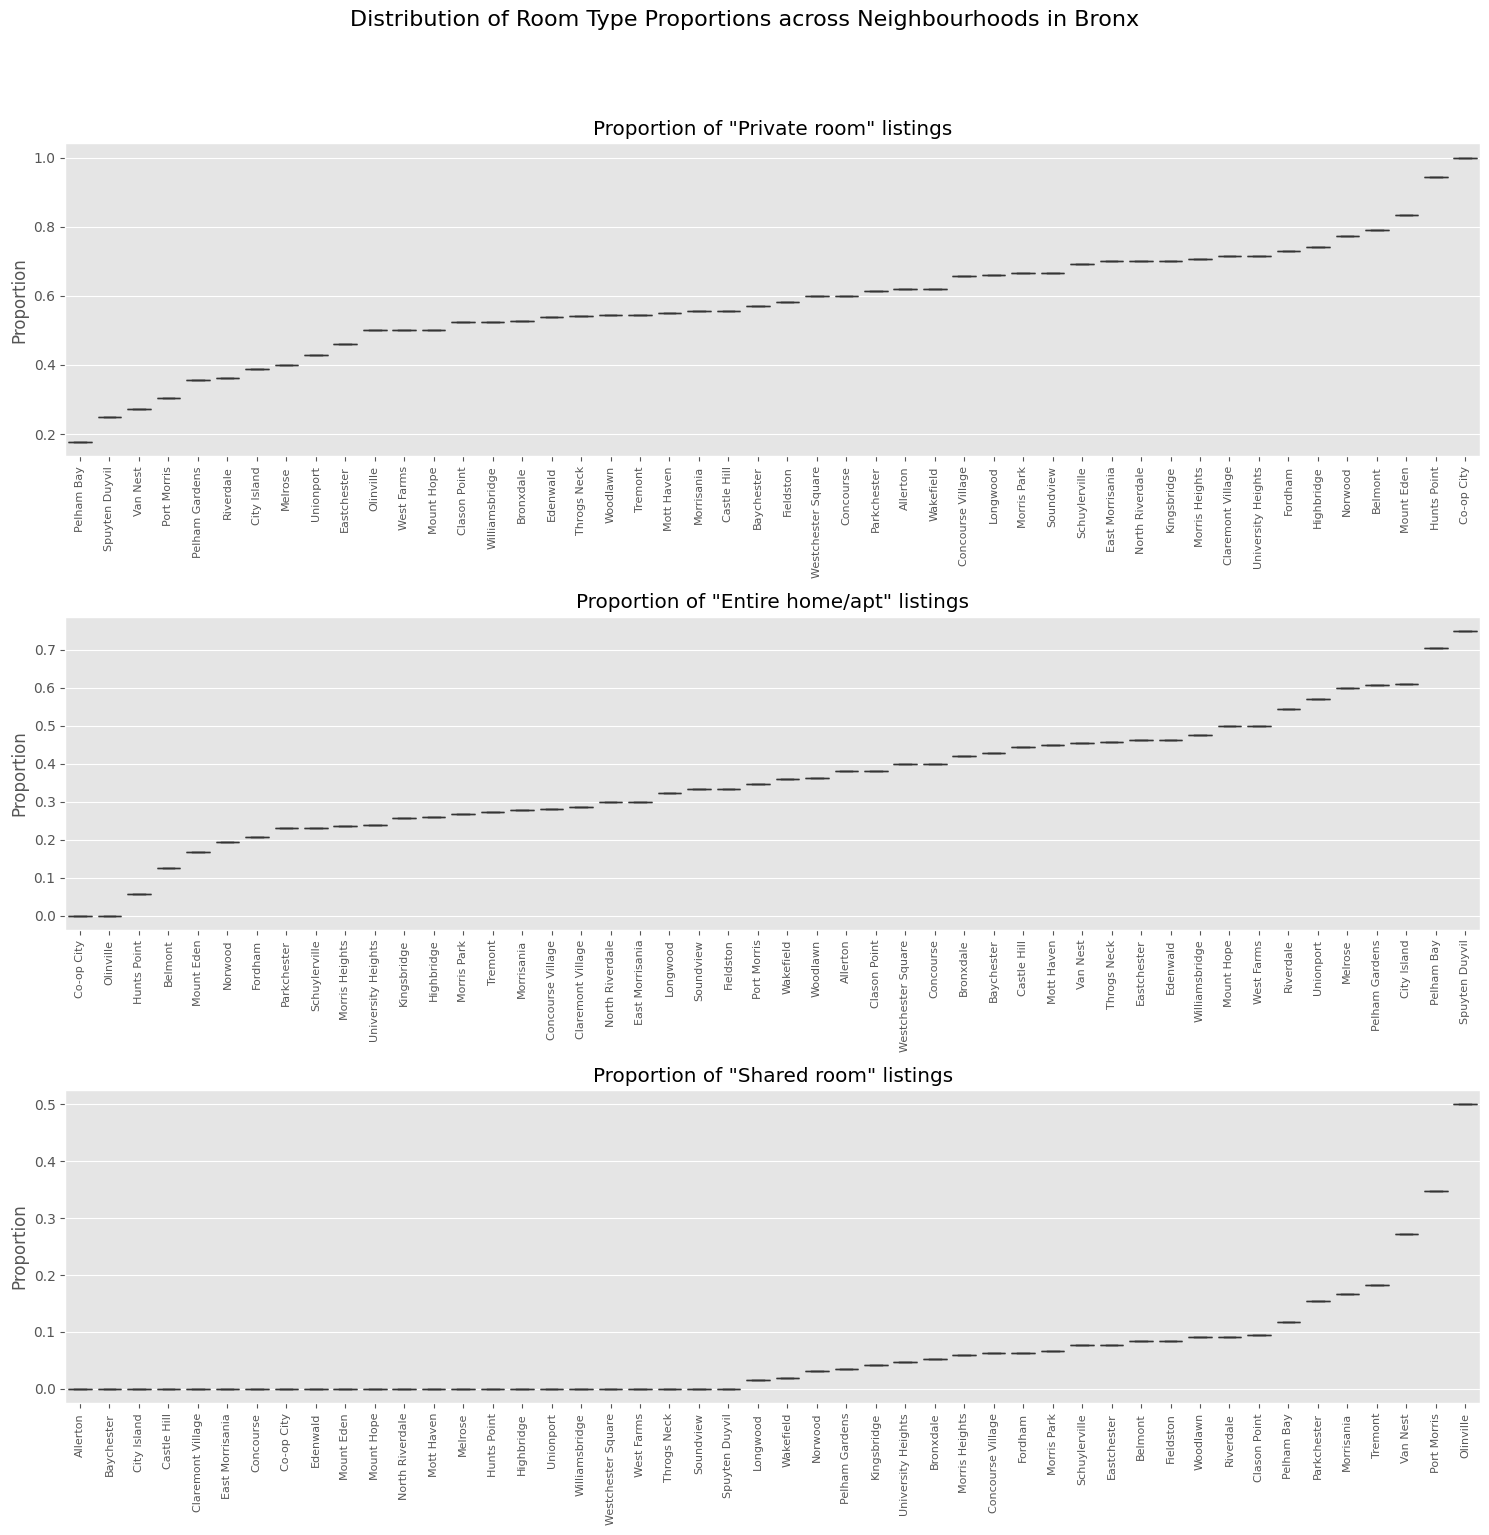 Distribution of Room Type Proportions across Neighbourhoods in Bronx
Proportion of "Private room" listings
Proportion
1.0
0.8
0.6
0.4
0.2
Pelham Bay
Spuyten Duyvil
Van Nest
Port Morris
Pelham Gardens
Riverdale
City Island
Melrose
Unionport
Eastchester
Olinville
West Farms
Mount Hope
Clason Point
Williamsbridge
Bronxdale
Edenwald
Throgs Neck
Woodlawn
Tremont
Mott Haven
Morrisania
Castle Hill
Baychester
Fieldston
Westchester Square
Concourse
Parkchester
Allerton
Wakefield
Concourse Village
Longwood
Morris Park
Soundview
Schuylerville
East Morrisania
North Riverdale
Kingsbridge
Morris Heights
Claremont Village
University Heights
Fordham
Highbridge
Norwood
Belmont
Mount Eden
Hunts Point
Co-op City
Proportion of "Entire home/apt" listings
Proportion
0.7
0.6
0.5
0.4
0.3
0.2
0.1
0.0
Co-op City
Olinville
Hunts Point
Belmont
Mount Eden
Norwood
Fordham
Parkchester
Schuylerville
Morris Heights
University Heights
Kingsbridge
Highbridge
Morris Park
Tremont
Morrisania
Concourse Village
Claremont Village
North Riverdale
East Morrisania
Longwood
Soundview
Fieldston
Port Morris
Wakefield
Woodlawn
Allerton
Clason Point
Westchester Square
Concourse
Bronxdale
Baychester
Castle Hill
Mott Haven
Van Nest
Throgs Neck
Eastchester
Edenwald
Williamsbridge
Mount Hope
West Farms
Riverdale
Unionport
Melrose
Pelham Gardens
City Island
Pelham Bay
Spuyten Duyvil
Proportion of "Shared room" listings
Proportion
0.5
0.4
0.3
0.2
0.1
0.0
Allerton
Baychester
City Island
Castle Hill
Claremont Village
East Morrisania
Concourse
Co-op City
Edenwald
Mount Eden
Mount Hope
North Riverdale
Mott Haven
Melrose
Hunts Point
Highbridge
Unionport
Williamsbridge
Westchester Square
West Farms
Throgs Neck
Soundview
Spuyten Duyvil
Longwood
Wakefield
Norwood
Pelham Gardens
Kingsbridge
University Heights
Bronxdale
Morris Heights
Concourse Village
Fordham
Morris Park
Schuylerville
Eastchester
Belmont
Fieldston
Woodlawn
Riverdale
Clason Point
Pelham Bay
Parkchester
Morrisania
Tremont
Van Nest
Port Morris
Olinville